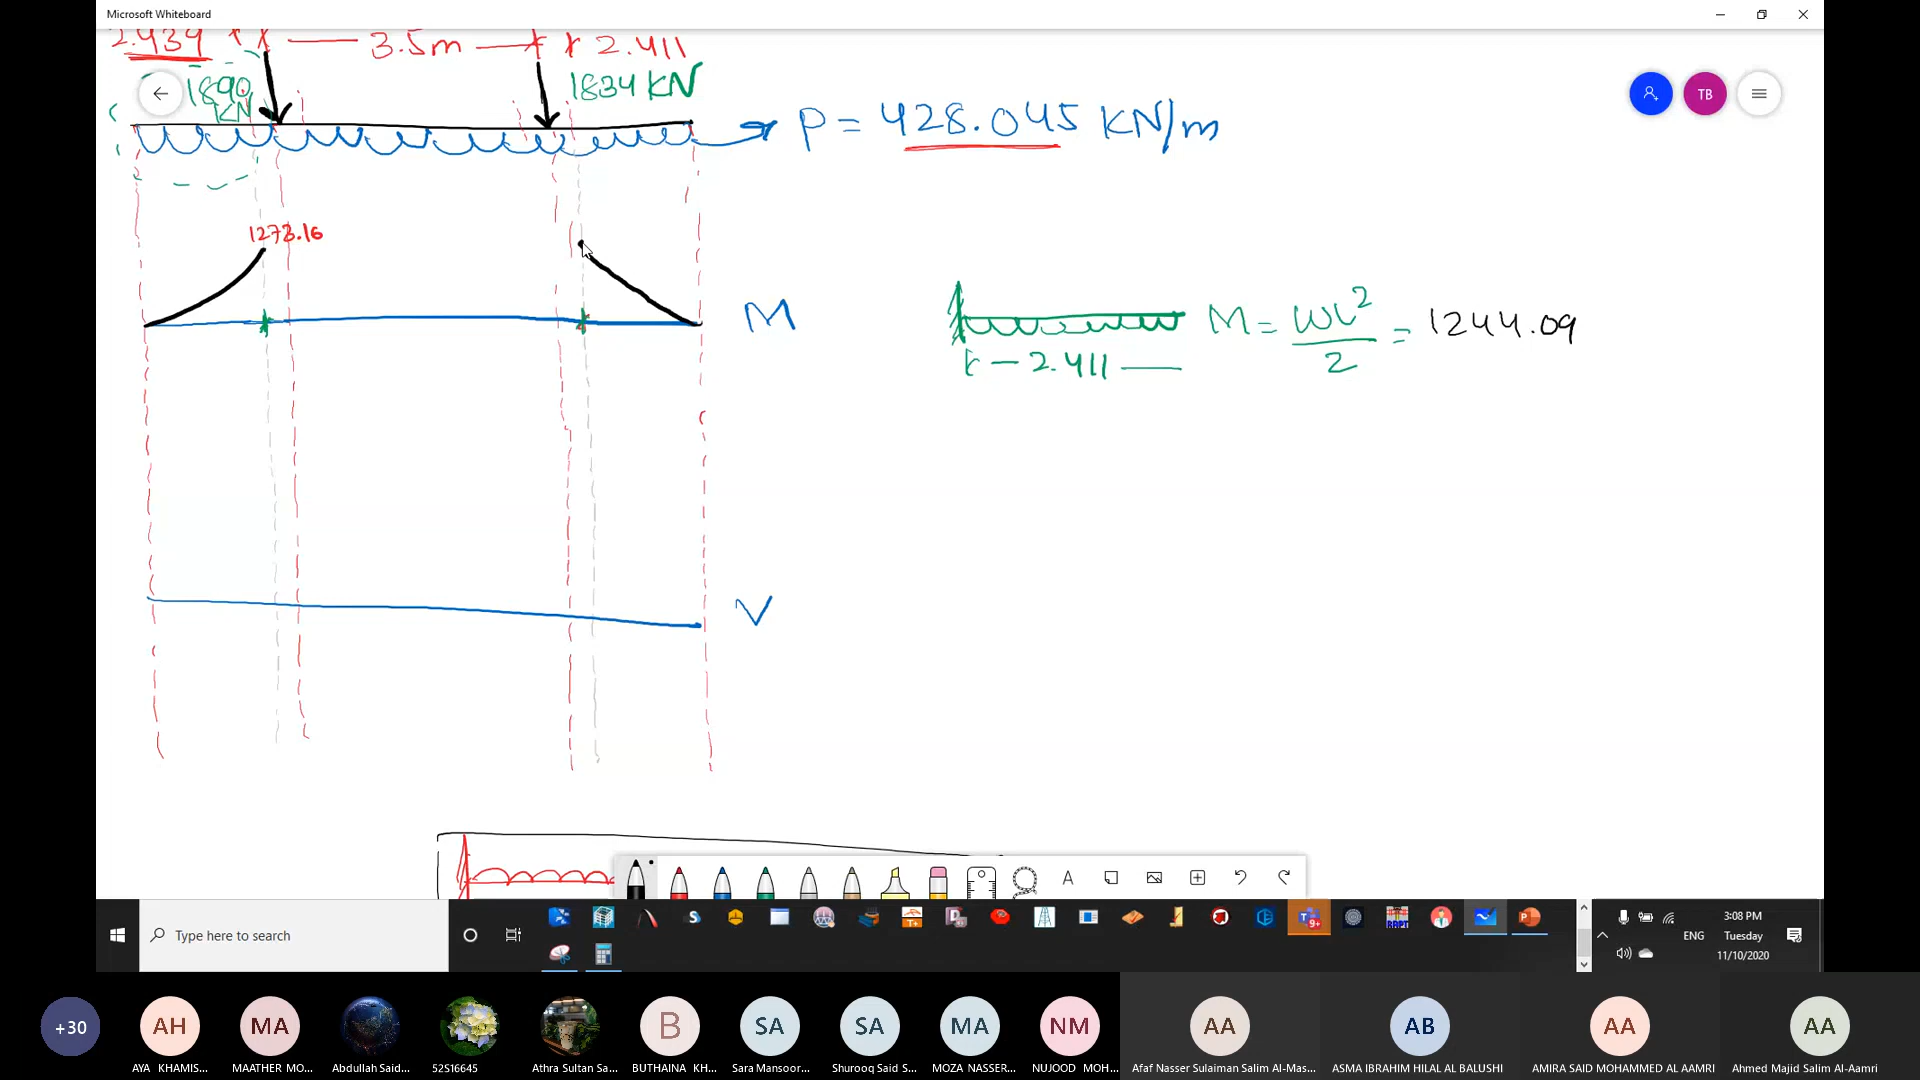 Microsoft Whiteboard
2.434
3.5m
2.411
1890 KN
1834 KN
P = 428.045 KN/m
TB
1273.16
M
M = wl²/2 = 1244.09
2.411
V
A
Type here to search
9+
ENG
3:08 PM
Tuesday
11/10/2020
+30
AH
MA
B
SA
SA
MA
NM
AA
AB
AA
AA
AYA KHAMIS...
MAATHER MO...
Abdullah Said...
52S16645
Athra Sultan Sa...
BUTHAINA KH...
Sara Mansoor...
Shurooq Said S...
MOZA NASSER...
NUJOOD MOH...
Afaf Nasser Sulaiman Salim Al-Mas...
ASMA IBRAHIM HILAL AL BALUSHI
AMIRA SAID MOHAMMED AL AAMRI
Ahmed Majid Salim Al-Aamri